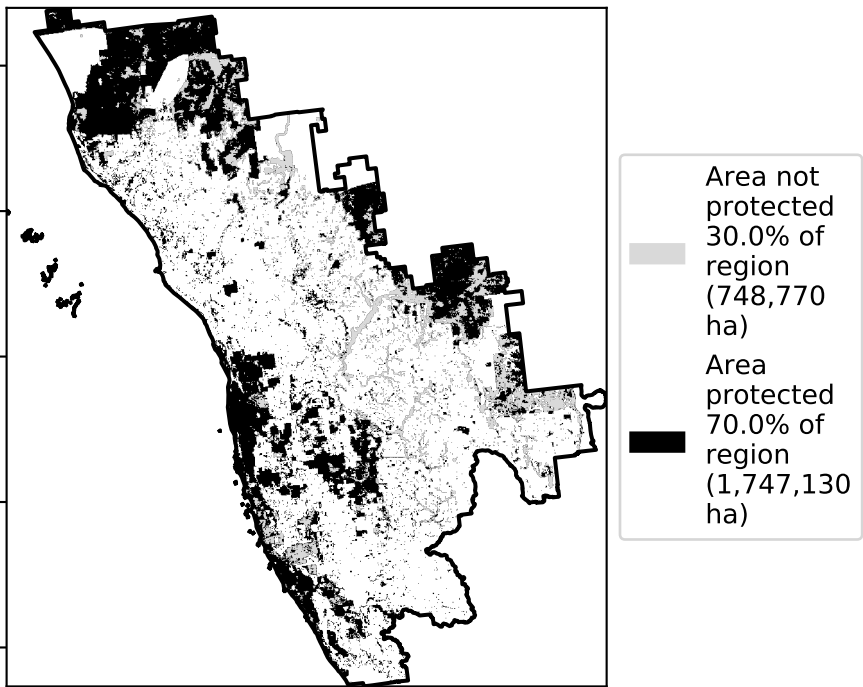 Area not
protected
30.0% of
region
(748,770
ha)
Area
protected
70.0% of
region
(1,747,130
ha)